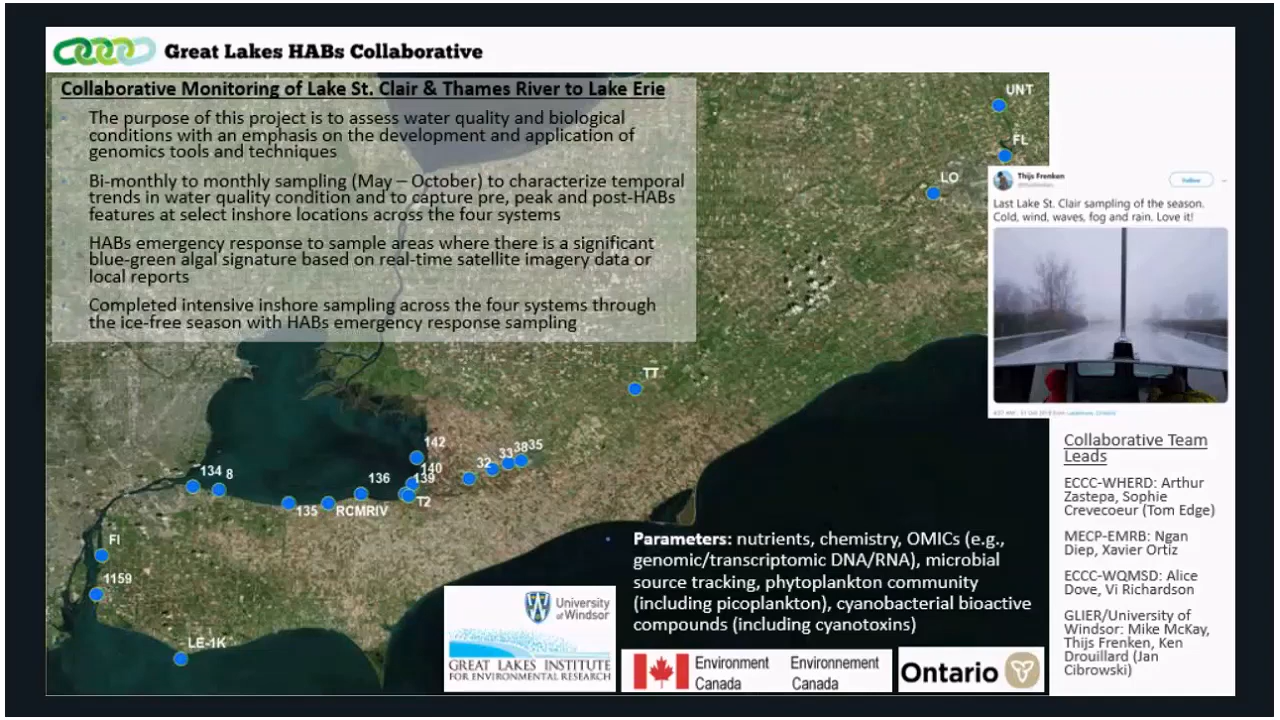 Great Lakes HABs Collaborative
Collaborative Monitoring of Lake St. Clair & Thames River to Lake Erie
The purpose of this project is to assess water quality and biological
conditions with an emphasis on the development and application of
genomics tools and techniques
Bi-monthly to monthly sampling (May – October) to characterize temporal
trends in water quality condition and to capture pre, peak and post-HABs
features at select inshore locations across the four systems
HABs emergency response to sample areas where there is a significant
blue-green algal signature based on real-time satellite imagery data or
local reports
Completed intensive inshore sampling across the four systems through
the ice-free season with HABs emergency response sampling
UNT
FL
LO
TT
142
140
139
T2
136
RCMRIV
135
134
8
32
33
38
35
FI
1159
LE-1K
Thijs Frenken
Follow
Last Lake St. Clair sampling of the season.
Cold, wind, waves, fog and rain. Love it!
Parameters: nutrients, chemistry, OMICs (e.g.,
genomic/transcriptomic DNA/RNA), microbial
source tracking, phytoplankton community
(including picoplankton), cyanobacterial bioactive
compounds (including cyanotoxins)
University
of Windsor
GREAT LAKES INSTITUTE
FOR ENVIRONMENTAL RESEARCH
Environment
Canada
Environnement
Canada
Ontario
Collaborative Team
Leads
ECCC-WHERD: Arthur
Zastepa, Sophie
Crevecoeur (Tom Edge)
MECP-EMRB: Ngan
Diep, Xavier Ortiz
ECCC-WQMSD: Alice
Dove, Vi Richardson
GLIER/University of
Windsor: Mike McKay,
Thijs Frenken, Ken
Drouillard (Jan
Cibrowski)